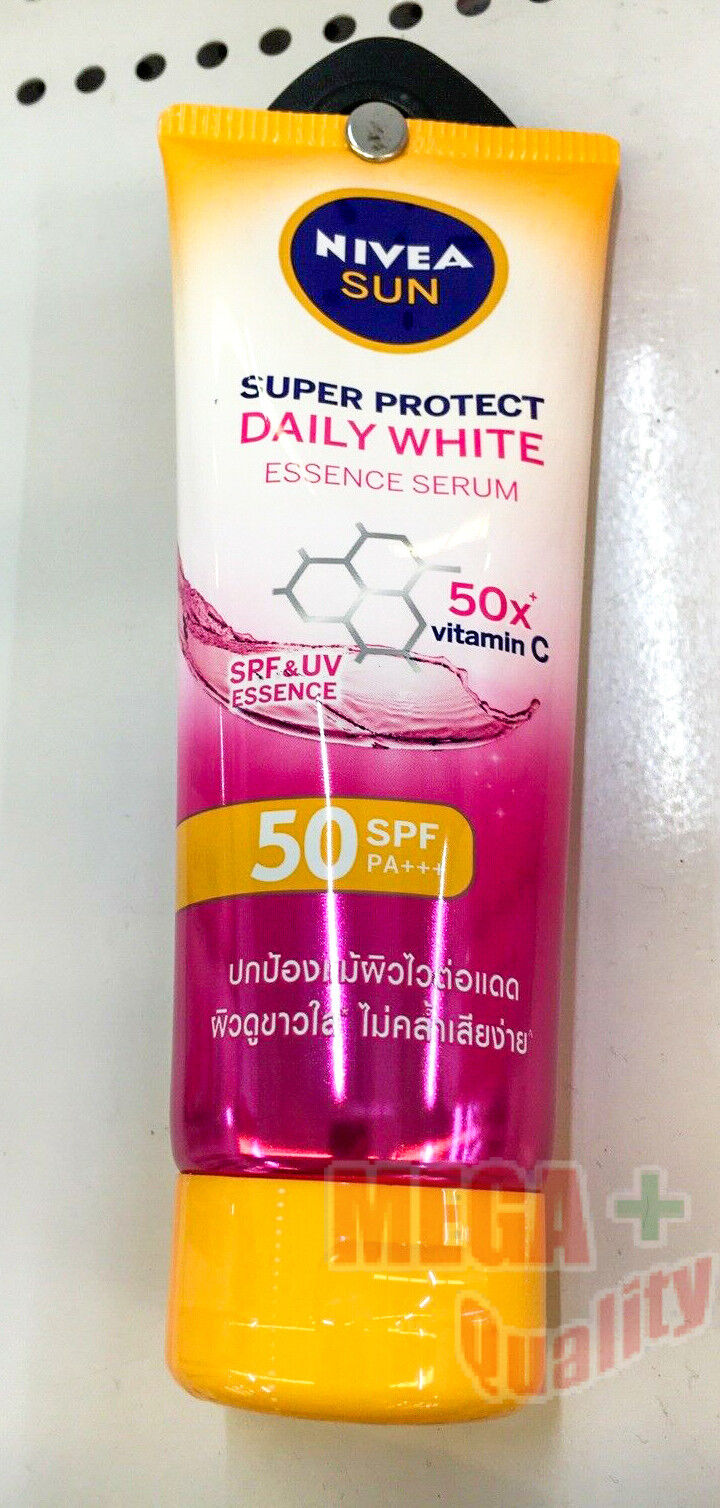 NIVEA
SUN
SUPER PROTECT
DAILY WHITE
ESSENCE SERUM
50x+
vitamin C
SRF & UV
ESSENCE
50 SPF
PA+++
ปกป้องแม้ผิวไวต่อแดด
ผิวดูขาวใส* ไม่คล้ำเสียง่าย^
MEGA +
Quality